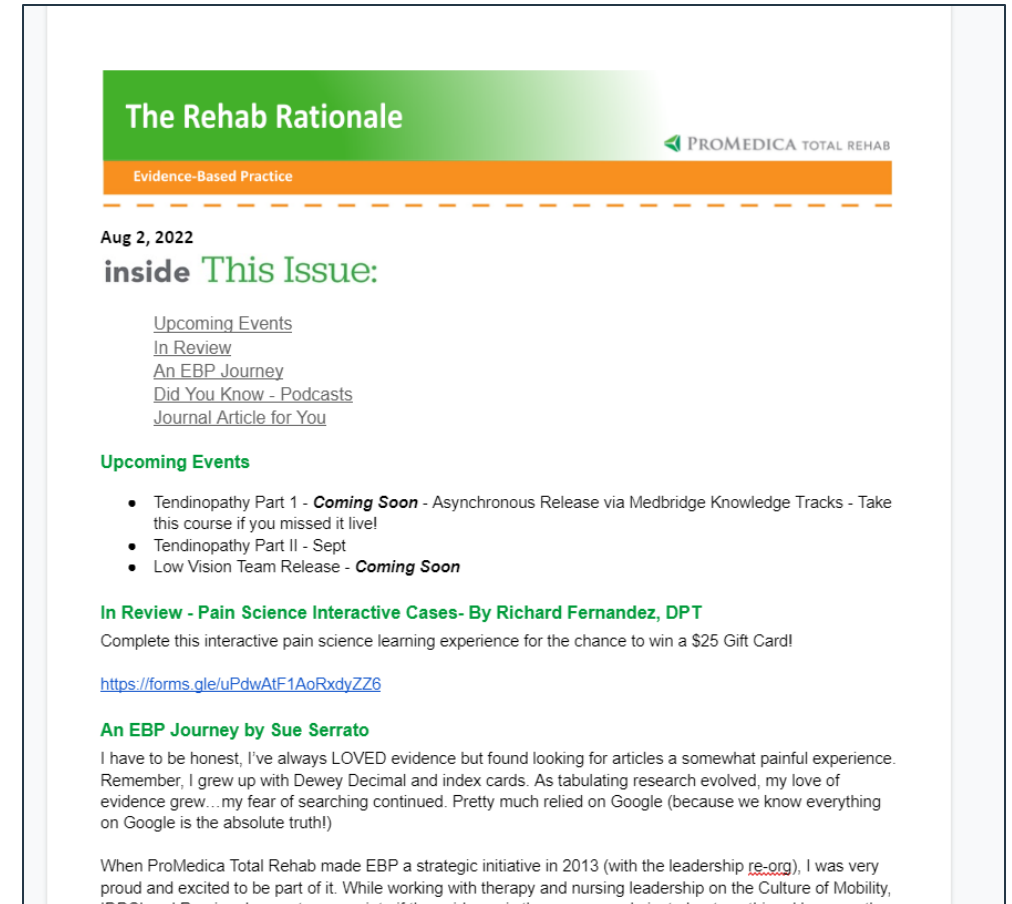 The Rehab Rationale
PROMEDICA TOTAL REHAB
Evidence-Based Practice
Aug 2, 2022
inside This Issue:
Upcoming Events
In Review
An EBP Journey
Did You Know - Podcasts
Journal Article for You
Upcoming Events
● Tendinopathy Part 1 - Coming Soon - Asynchronous Release via Medbridge Knowledge Tracks - Take
this course if you missed it live!
● Tendinopathy Part II - Sept
● Low Vision Team Release - Coming Soon
In Review - Pain Science Interactive Cases- By Richard Fernandez, DPT
Complete this interactive pain science learning experience for the chance to win a $25 Gift Card!
https://forms.gle/uPdwAtF1AoRxdyZZ6
An EBP Journey by Sue Serrato
I have to be honest, I've always LOVED evidence but found looking for articles a somewhat painful experience.
Remember, I grew up with Dewey Decimal and index cards. As tabulating research evolved, my love of
evidence grew…my fear of searching continued. Pretty much relied on Google (because we know everything
on Google is the absolute truth!)
When ProMedica Total Rehab made EBP a strategic initiative in 2013 (with the leadership re-org), I was very
proud and excited to be part of it. While working with therapy and nursing leadership on the Culture of Mobility,